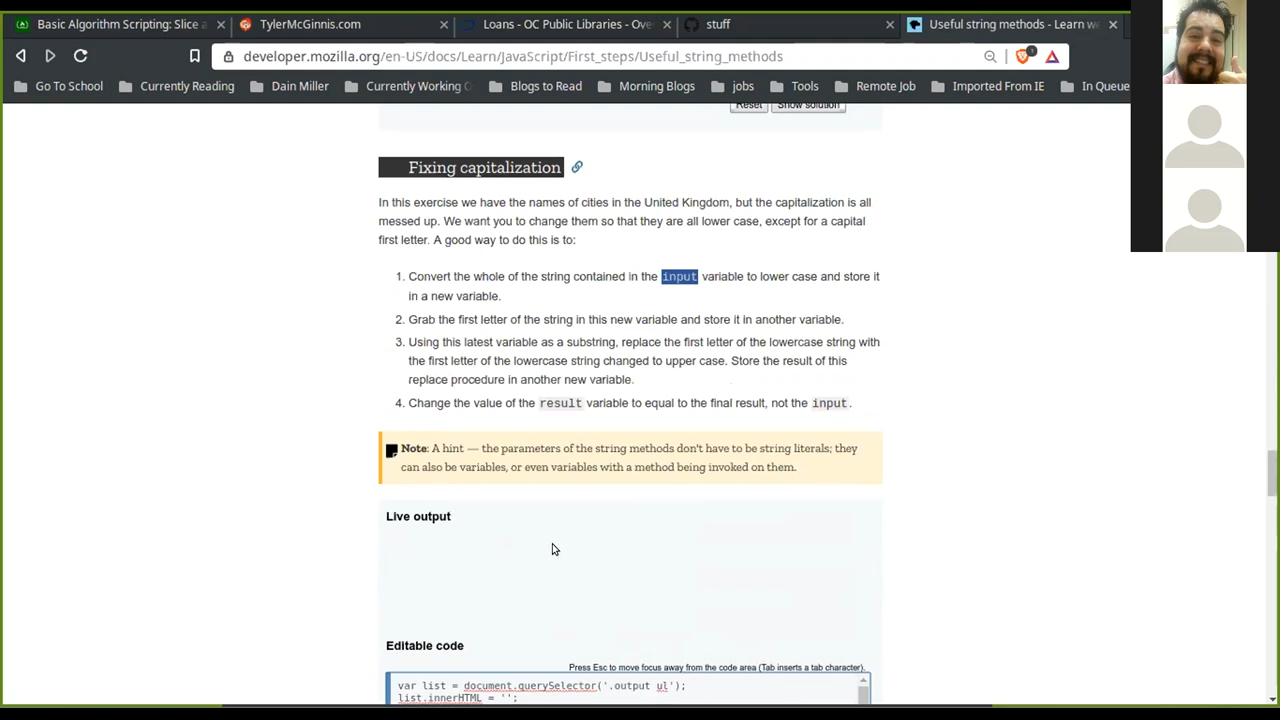 Basic Algorithm Scripting: Slice a
TylerMcGinnis.com
Loans - OC Public Libraries - Ove
stuff
Useful string methods - Learn we
developer.mozilla.org/en-US/docs/Learn/JavaScript/First_steps/Useful_string_methods
1
Go To School
Currently Reading
Dain Miller
Currently Working O
Blogs to Read
Morning Blogs
jobs
Tools
Remote Job
Imported From IE
In Queue
Reset
Show solution
Fixing capitalization
In this exercise we have the names of cities in the United Kingdom, but the capitalization is all
messed up. We want you to change them so that they are all lower case, except for a capital
first letter. A good way to do this is to:
1. Convert the whole of the string contained in the input variable to lower case and store it
in a new variable.
2. Grab the first letter of the string in this new variable and store it in another variable.
3. Using this latest variable as a substring, replace the first letter of the lowercase string with
the first letter of the lowercase string changed to upper case. Store the result of this
replace procedure in another new variable.
4. Change the value of the result variable to equal to the final result, not the input.
Note: A hint — the parameters of the string methods don't have to be string literals; they
can also be variables, or even variables with a method being invoked on them.
Live output
Editable code
Press Esc to move focus away from the code area (Tab inserts a tab character).
var list = document.querySelector('.output ul');
list.innerHTML = '';